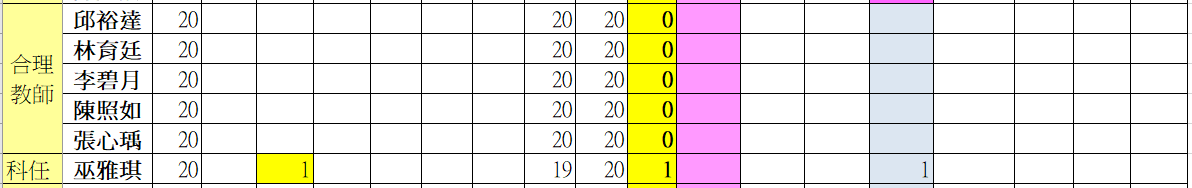 邱裕達 20 20 20 0
合理教師 林育廷 20 20 20 0
李碧月 20 20 20 0
陳照如 20 20 20 0
張心瑀 20 20 20 0
科任 巫雅琪 20 1 19 20 1 1